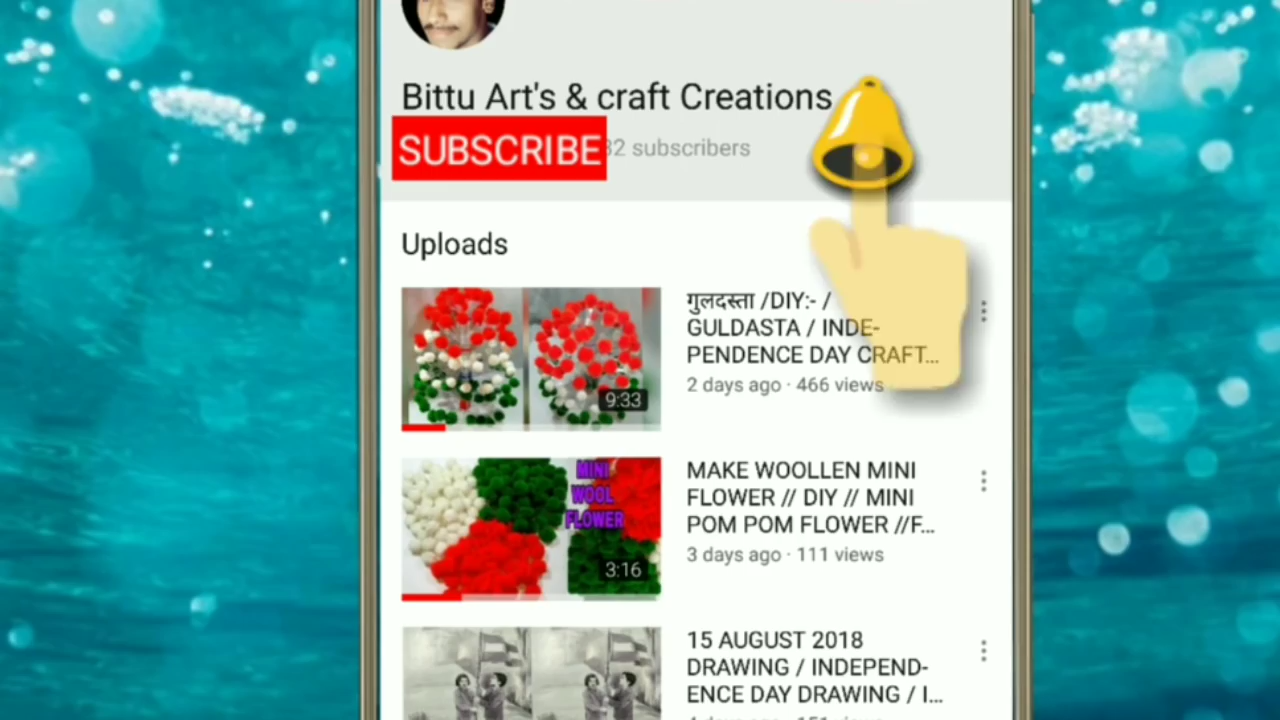 Bittu Art's & craft Creations
SUBSCRIBE 32 subscribers
Uploads
गुलदस्ता /DIY:- /
GULDASTA / INDE-
PENDENCE DAY CRAFT…
2 days ago · 466 views
9:33
MAKE WOOLLEN MINI
FLOWER // DIY // MINI
POM POM FLOWER //F…
3 days ago · 111 views
MINI
WOOL
FLOWER
3:16
15 AUGUST 2018
DRAWING / INDEPEND-
ENCE DAY DRAWING / I…